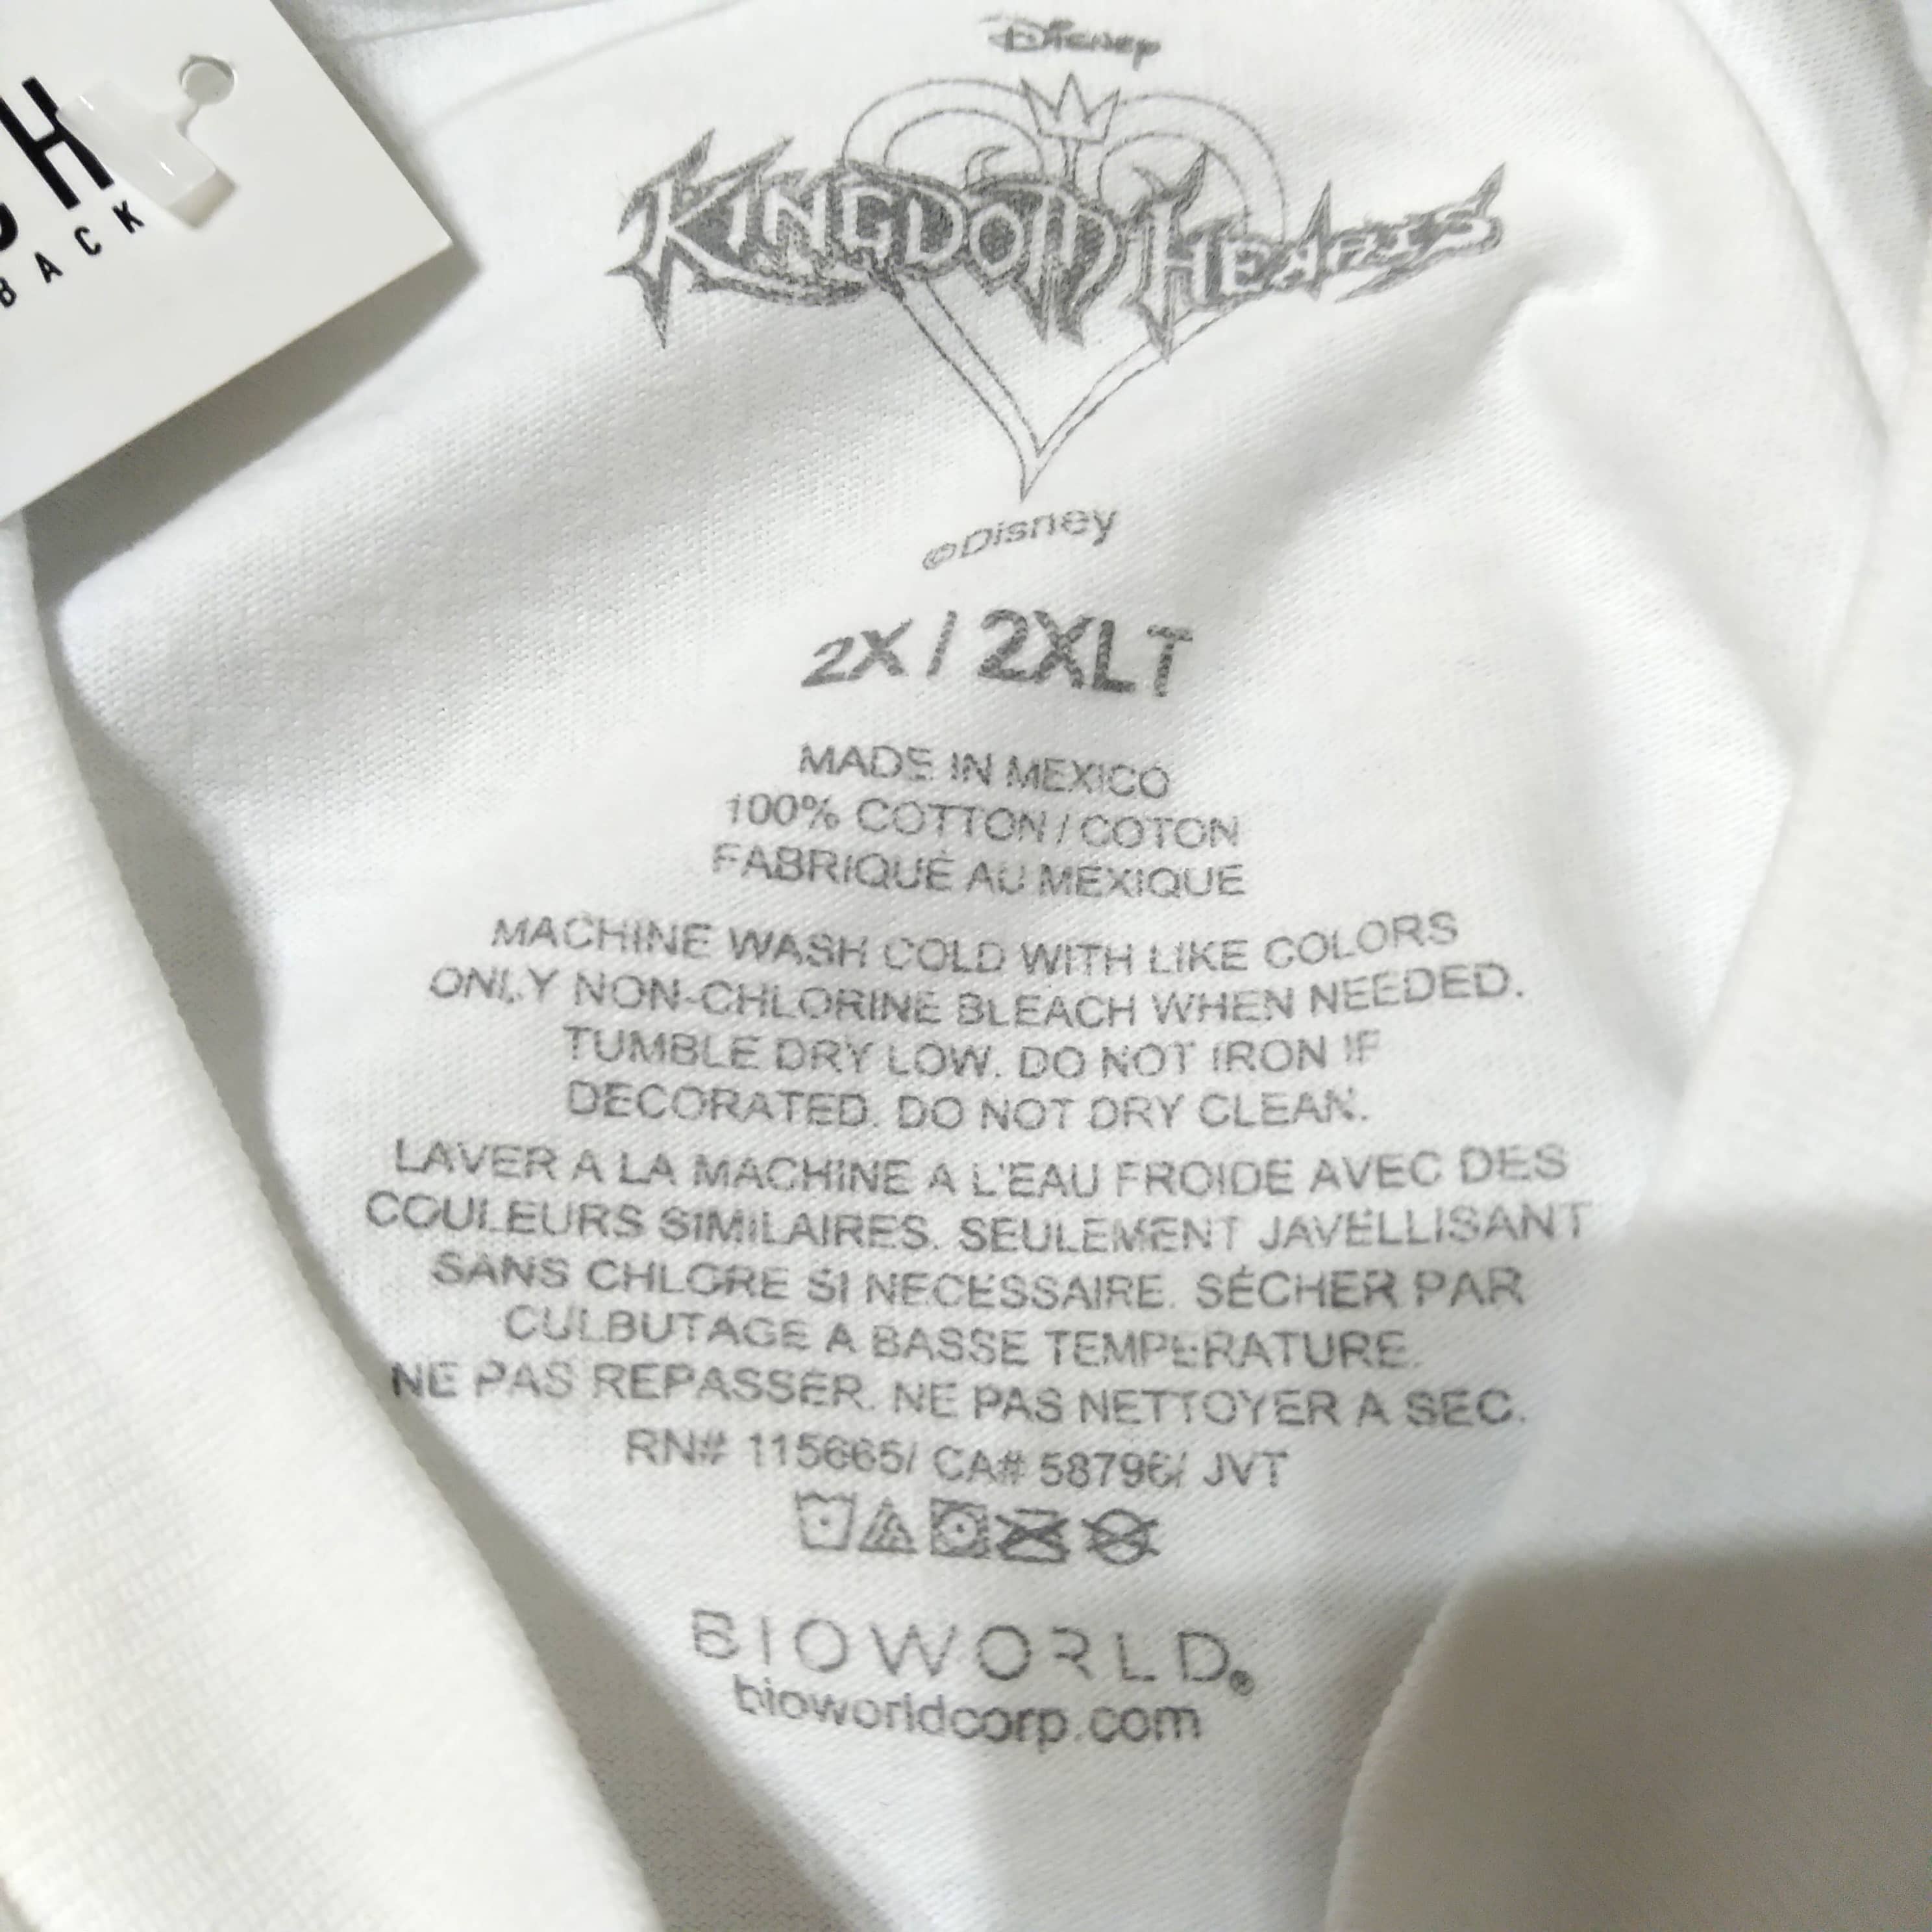 H
BACK
Disney
KINGDOM HEARTS
©Disney
2X / 2XLT
MADE IN MEXICO
100% COTTON / COTON
FABRIQUÉ AU MEXIQUE
MACHINE WASH COLD WITH LIKE COLORS
ONLY NON-CHLORINE BLEACH WHEN NEEDED.
TUMBLE DRY LOW. DO NOT IRON IF
DECORATED. DO NOT DRY CLEAN.
LAVER A LA MACHINE A L'EAU FROIDE AVEC DES
COULEURS SIMILAIRES. SEULEMENT JAVELLISANT
SANS CHLORE SI NECESSAIRE. SÉCHER PAR
CULBUTAGE A BASSE TEMPERATURE.
NE PAS REPASSER. NE PAS NETTOYER A SEC.
RN# 115665/ CA# 58796/ JVT
BIOWORLD®
bioworldcorp.com